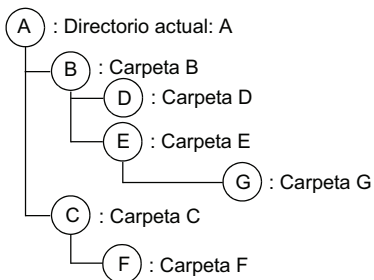 A : Directorio actual: A
B : Carpeta B
D : Carpeta D
E : Carpeta E
G : Carpeta G
C : Carpeta C
F : Carpeta F